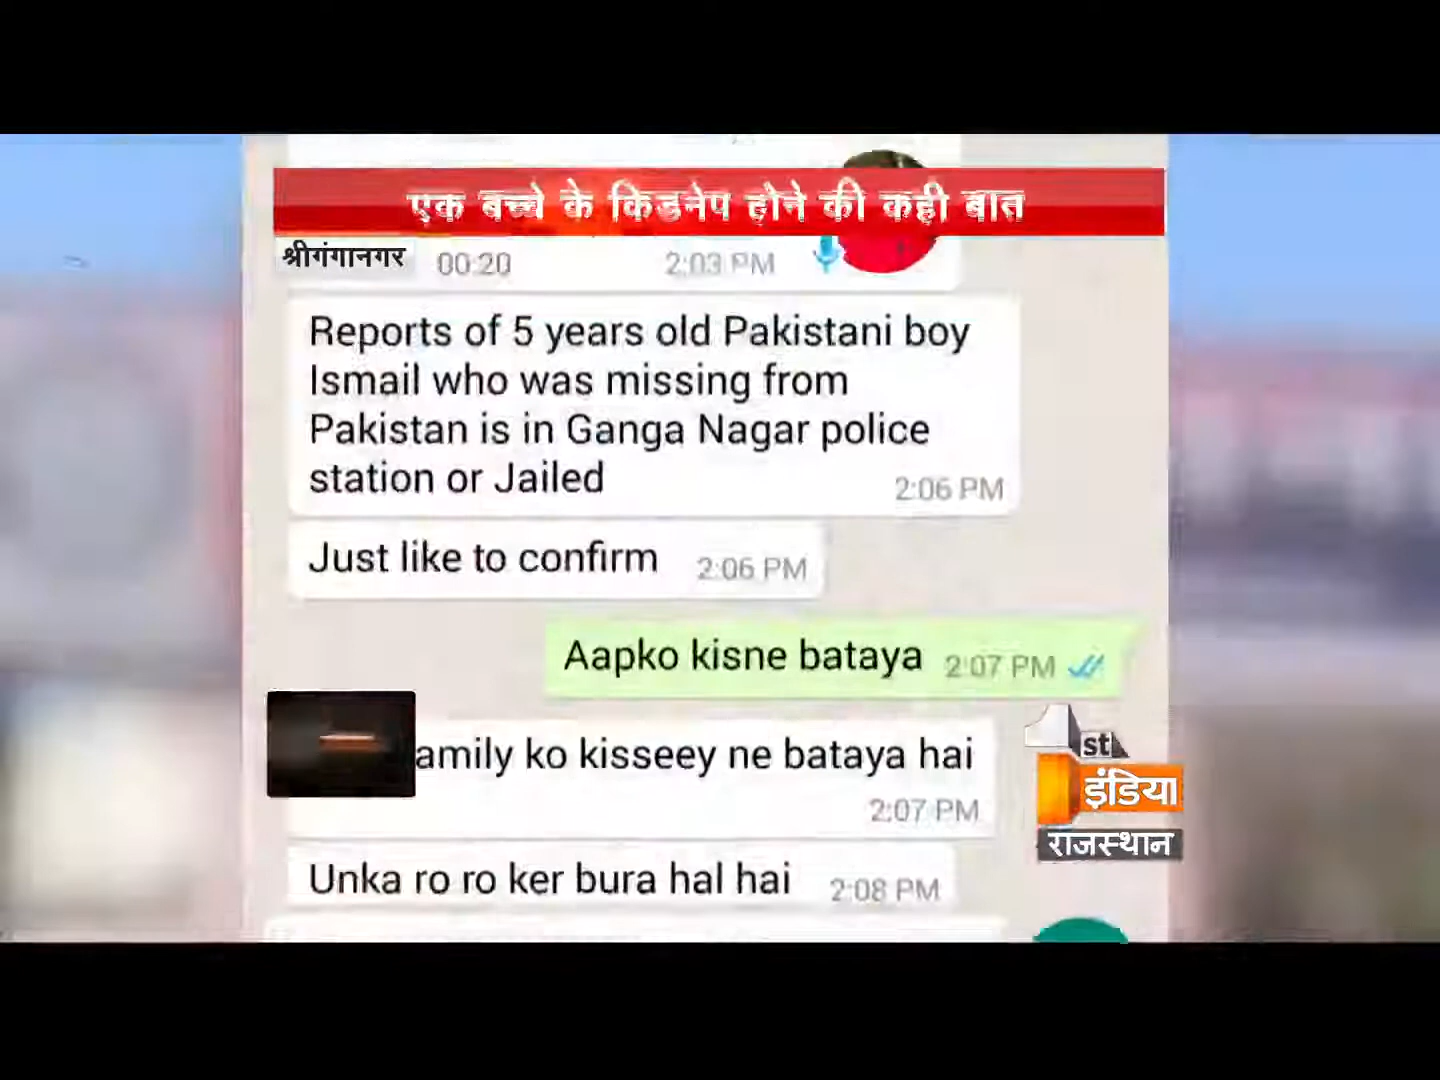 एक बच्चे के किडनेप होने की कही बात
श्रीगंगानगर
00:20 2:03 PM
Reports of 5 years old Pakistani boy
Ismail who was missing from
Pakistan is in Ganga Nagar police
station or Jailed 2:06 PM
Just like to confirm 2:06 PM
Aapko kisne bataya 2:07 PM
amily ko kisseey ne bataya hai
2:07 PM
1st
इंडिया
राजस्थान
Unka ro ro ker bura hal hai 2:08 PM